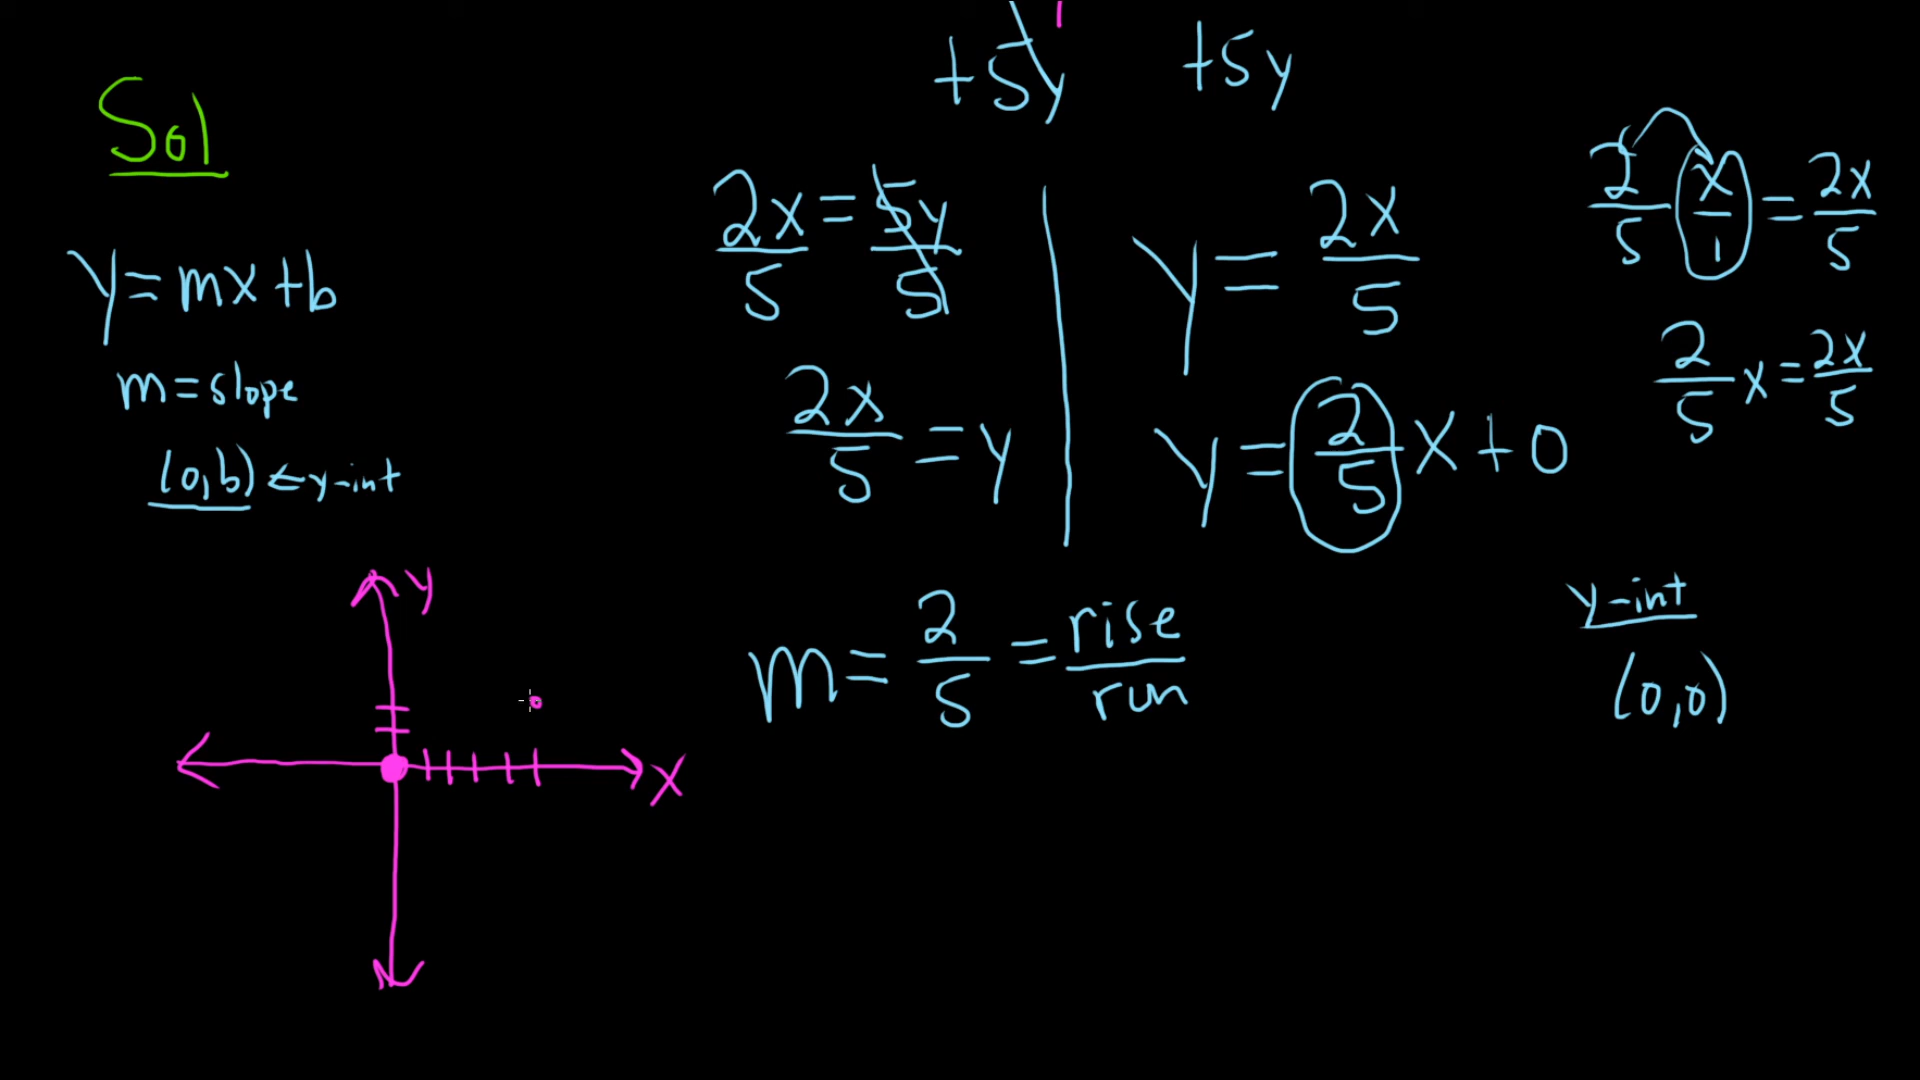 +5y +5y
Sol
y = mx + b
m = slope
(0,b) ← y-int
2x/5 = 5y/5
2x/5 = y
y = 2x/5
y = 2/5 x + 0
2/5 x/1 = 2x/5
2/5 x = 2x/5
m = 2/5 = rise/run
y-int
(0,0)
y
x